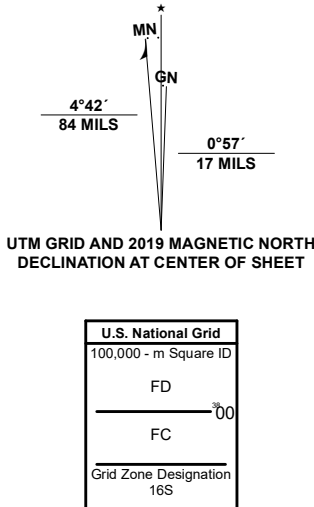 ★
MN
GN
4°42´
84 MILS
0°57´
17 MILS
UTM GRID AND 2019 MAGNETIC NORTH
DECLINATION AT CENTER OF SHEET
U.S. National Grid
100,000 - m Square ID
FD
³⁸00
FC
Grid Zone Designation
16S